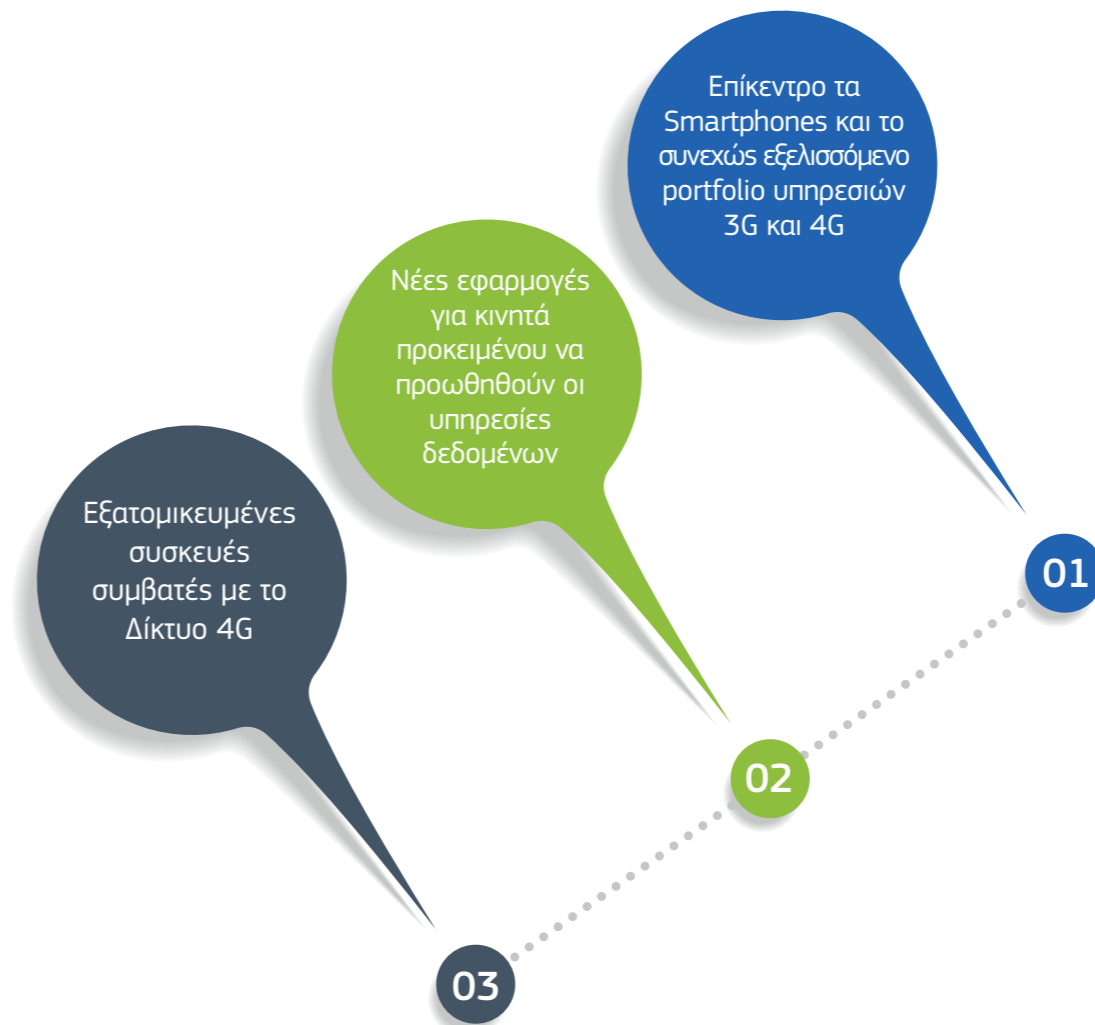 Επίκεντρο τα
Smartphones και το
συνεχώς εξελισσόμενο
portfolio υπηρεσιών
3G και 4G
01
Νέες εφαρμογές
για κινητά
προκειμένου να
προωθηθούν οι
υπηρεσίες
δεδομένων
02
Εξατομικευμένες
συσκευές
συμβατές με το
Δίκτυο 4G
03